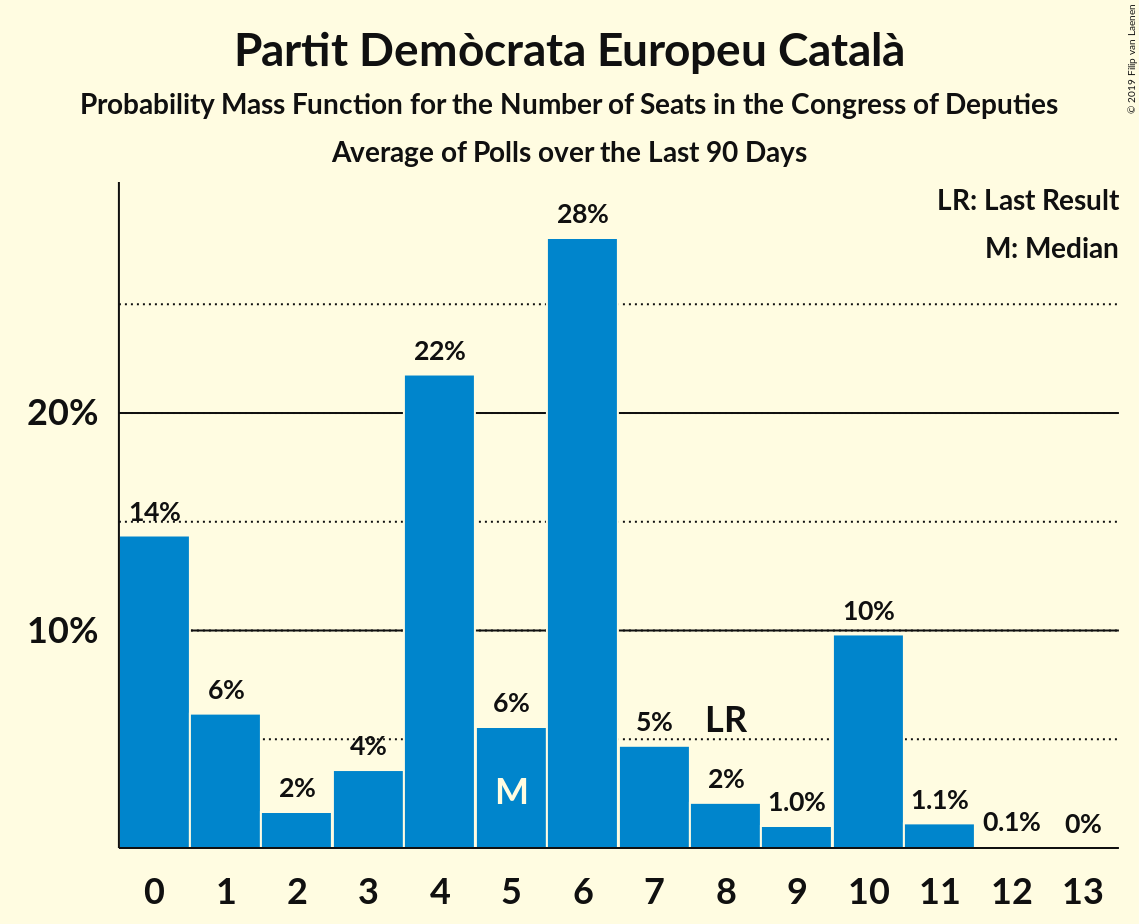 Partit Demòcrata Europeu Català
Probability Mass Function for the Number of Seats in the Congress of Deputies
Average of Polls over the Last 90 Days
© 2019 Filip van Laenen
LR: Last Result
M: Median
28%
22%
20%
14%
10%
10%
6%
6%
5%
LR
4%
2%
2%
M
1.0%
1.1%
0.1%
0%
0 1 2 3 4 5 6 7 8 9 10 11 12 13